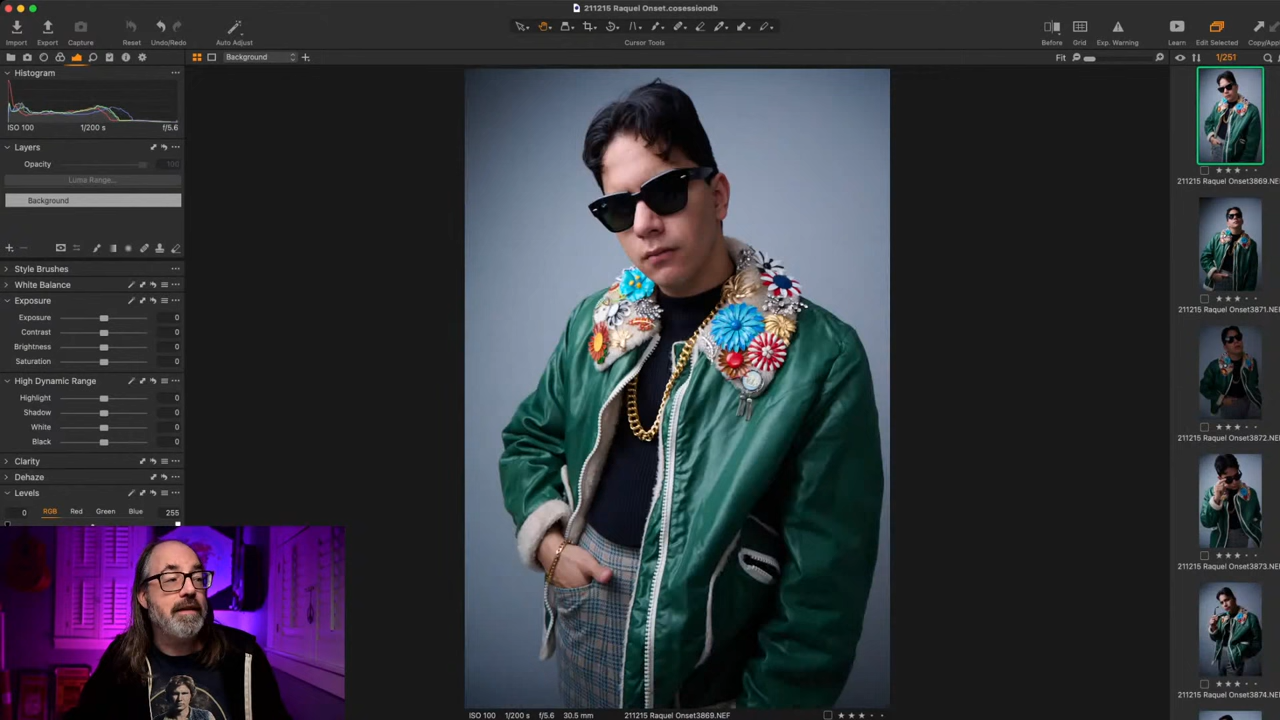 211215 Raquel Onset.cosessiondb
Import Export Capture Reset Undo/Redo Auto Adjust Cursor Tools Before Grid Exp. Warning Learn Edit Selected
Background
Fit
1/251
Histogram
ISO 100 1/200 s f/5.6
Layers
Opacity 100
Luma Range...
Background
Style Brushes
White Balance
Exposure
Exposure 0
Contrast 0
Brightness 0
Saturation 0
High Dynamic Range
Highlight 0
Shadow 0
White 0
Black 0
Clarity
Dehaze
Levels
0 RGB Red Green Blue 255
211215 Raquel Onset3869.NEF
211215 Raquel Onset3871.NEF
211215 Raquel Onset3872.NEF
211215 Raquel Onset3873.NEF
211215 Raquel Onset3874.NEF
ISO 100 1/200 s f/5.6 30.5 mm 211215 Raquel Onset3869.NEF